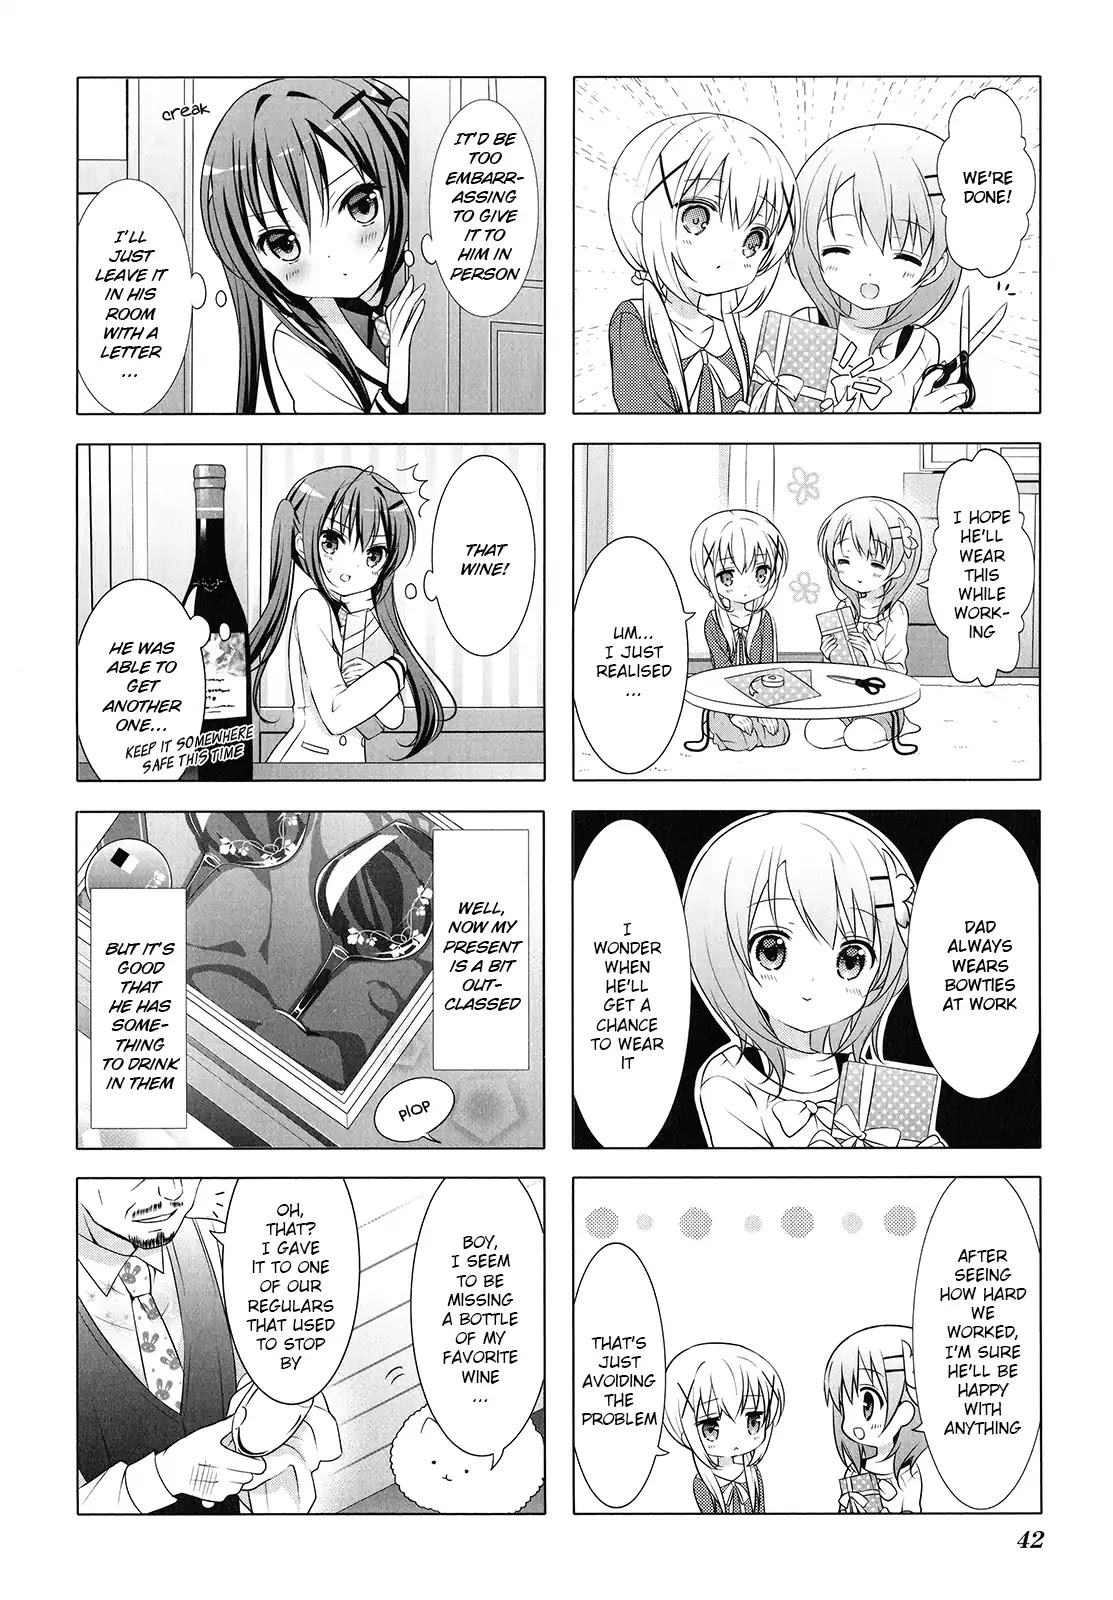 WE'RE
DONE!
I HOPE
HE'LL
WEAR
THIS
WHILE
WORK-
ING
UM...
I JUST
REALISED
...
DAD
ALWAYS
WEARS
BOWTIES
AT WORK
I
WONDER
WHEN
HE'LL
GET A
CHANCE
TO WEAR
IT
AFTER
SEEING
HOW HARD
WE
WORKED,
I'M SURE
HE'LL BE
HAPPY
WITH
ANYTHING
THAT'S
JUST
AVOIDING
THE
PROBLEM
creak
IT'D BE
TOO
EMBARR-
ASSING
TO GIVE
IT TO
HIM IN
PERSON
I'LL
JUST
LEAVE IT
IN HIS
ROOM
WITH A
LETTER
...
THAT
WINE!
HE WAS
ABLE TO
GET
ANOTHER
ONE...
KEEP IT SOMEWHERE
SAFE THIS TIME
WELL,
NOW MY
PRESENT
IS A BIT
OUT-
CLASSED
BUT IT'S
GOOD
THAT
HE HAS
SOME-
THING
TO DRINK
IN THEM
plop
BOY,
I SEEM
TO BE
MISSING
A BOTTLE
OF MY
FAVORITE
WINE
...
OH,
THAT?
I GAVE
IT TO ONE
OF OUR
REGULARS
THAT USED
TO STOP
BY
42